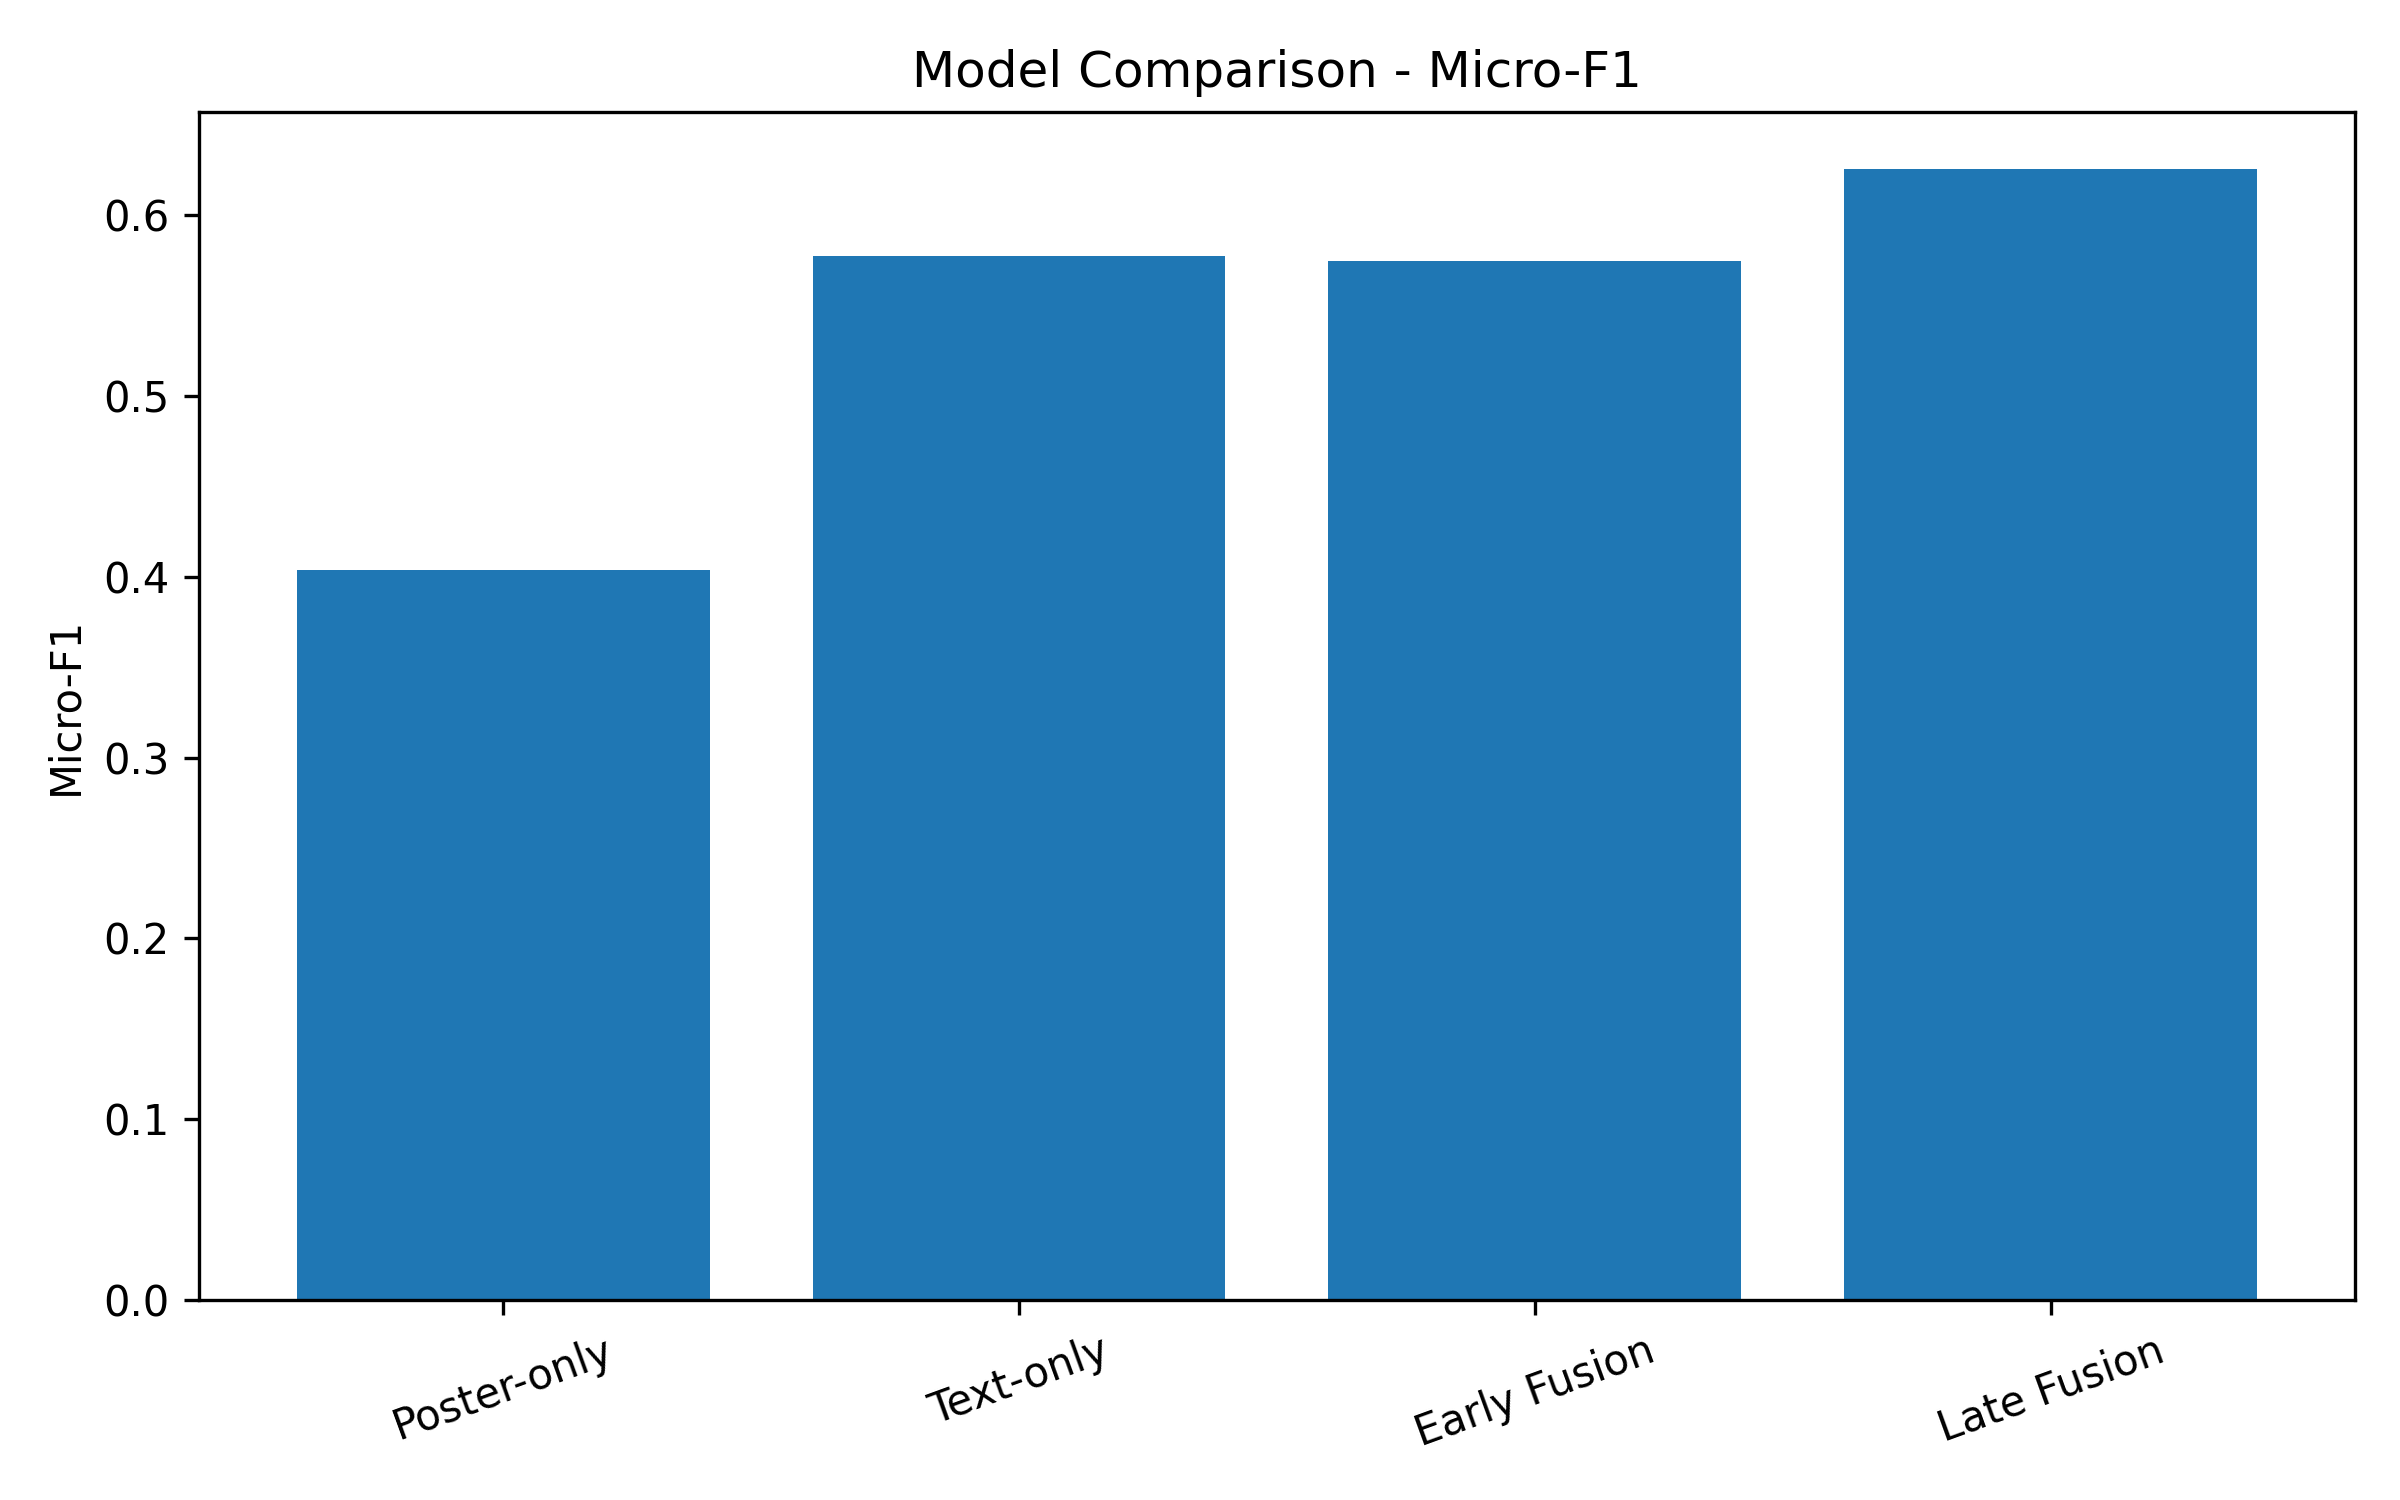 Model Comparison - Micro-F1
Micro-F1
0.6
0.5
0.4
0.3
0.2
0.1
0.0
Poster-only
Text-only
Early Fusion
Late Fusion